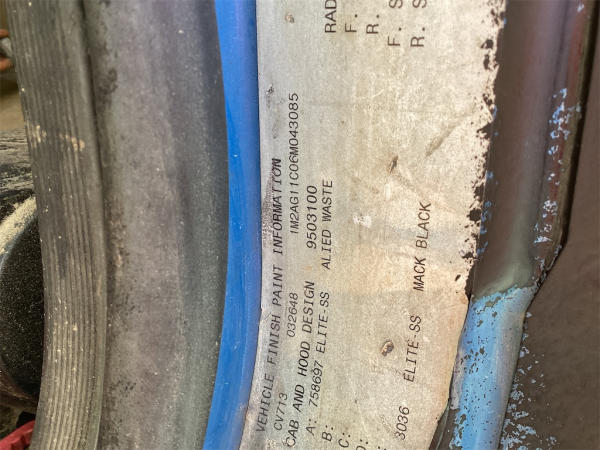 VEHICLE FINISH PAINT INFORMATION
CV713 032648 1M2AG11C06M043085
CAB AND HOOD DESIGN 9503100
A: 758697 ELITE-SS ALIED WASTE
B:
C:
D:
3036 ELITE-SS MACK BLACK
RAD
F.
R.
F. S
R. S